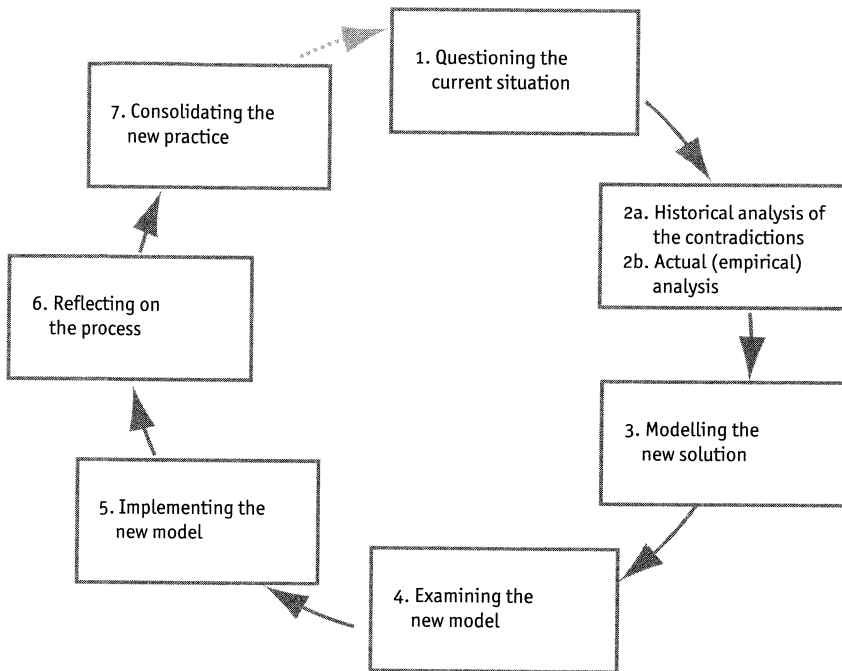 1. Questioning the
current situation
2a. Historical analysis of
the contradictions
2b. Actual (empirical)
analysis
3. Modelling the
new solution
4. Examining the
new model
5. Implementing the
new model
6. Reflecting on
the process
7. Consolidating the
new practice